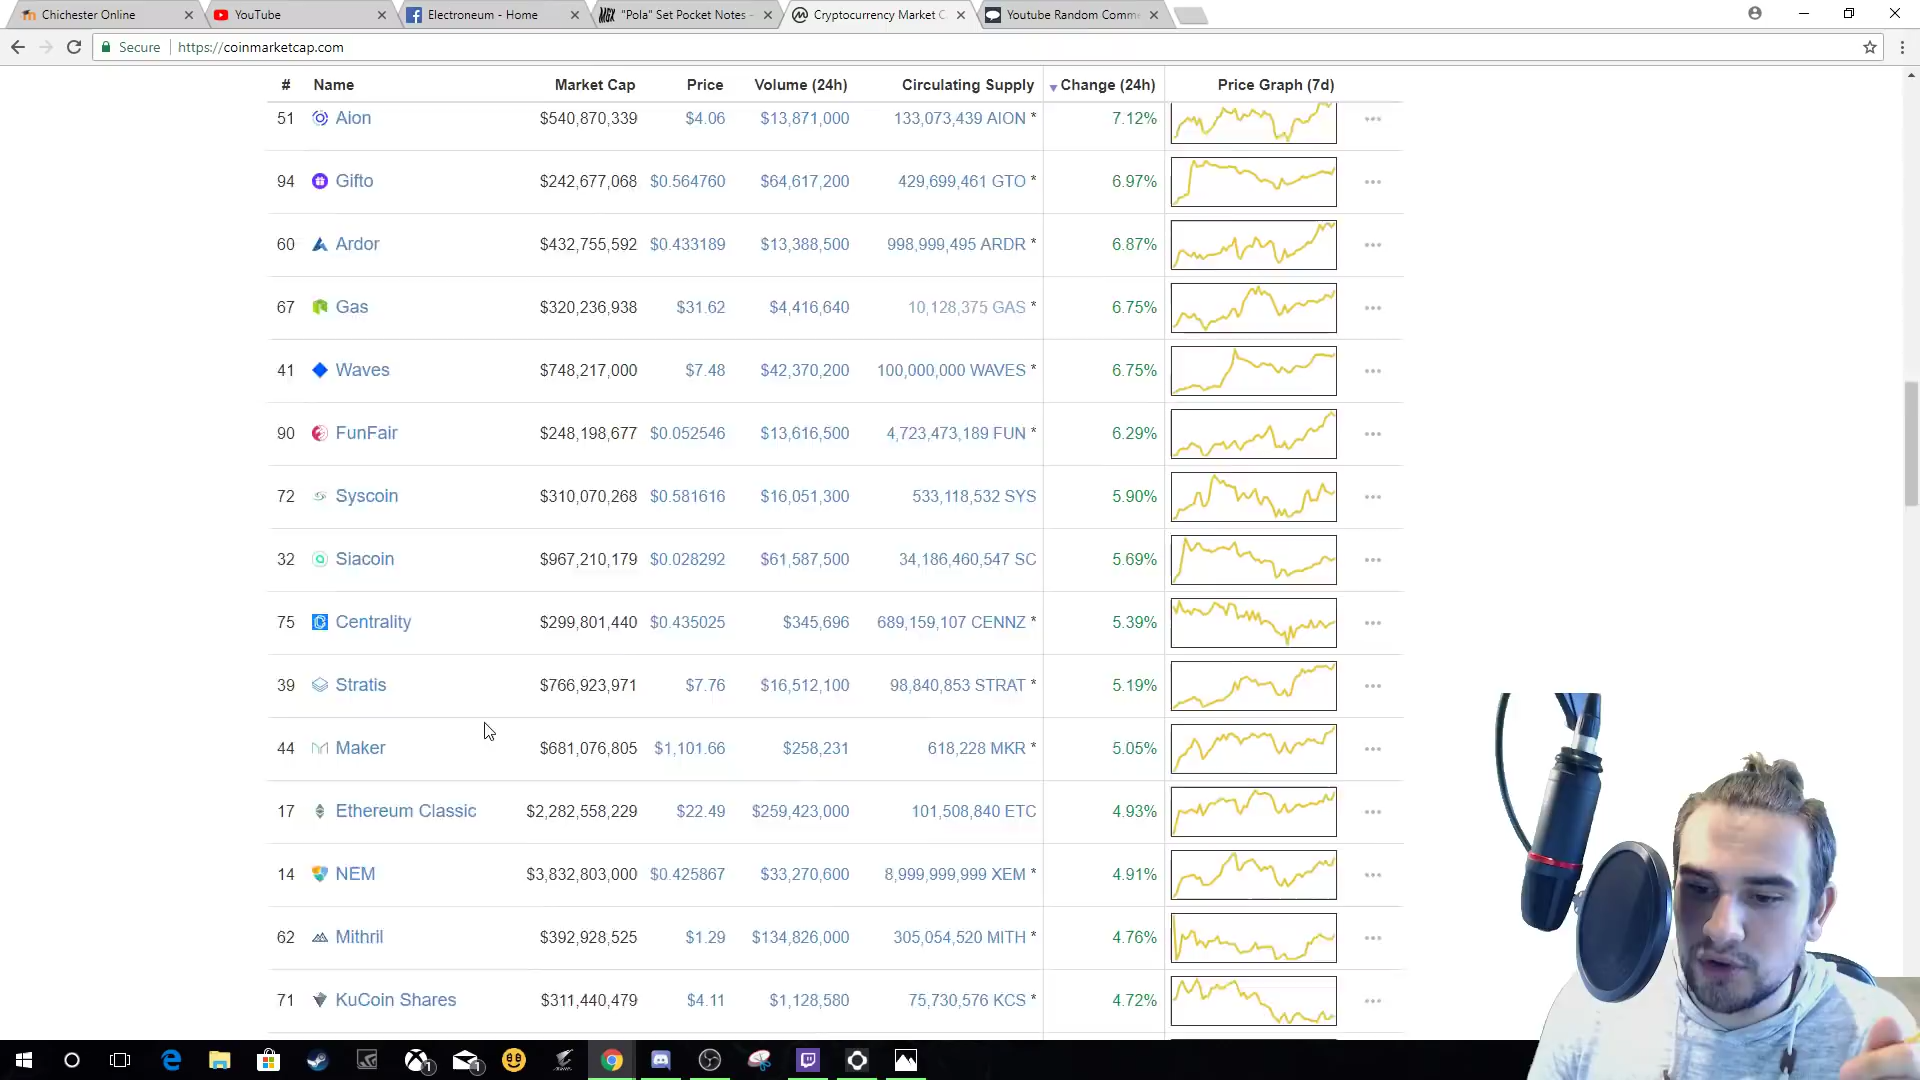 Chichester Online
YouTube
Electroneum - Home
"Pola" Set Pocket Notes -
Cryptocurrency Market C
Youtube Random Comme
Secure
https://coinmarketcap.com
# Name Market Cap Price Volume (24h) Circulating Supply Change (24h) Price Graph (7d)
51 Aion $540,870,339 $4.06 $13,871,000 133,073,439 AION * 7.12%
94 Gifto $242,677,068 $0.564760 $64,617,200 429,699,461 GTO * 6.97%
60 Ardor $432,755,592 $0.433189 $13,388,500 998,999,495 ARDR * 6.87%
67 Gas $320,236,938 $31.62 $4,416,640 10,128,375 GAS * 6.75%
41 Waves $748,217,000 $7.48 $42,370,200 100,000,000 WAVES * 6.75%
90 FunFair $248,198,677 $0.052546 $13,616,500 4,723,473,189 FUN * 6.29%
72 Syscoin $310,070,268 $0.581616 $16,051,300 533,118,532 SYS 5.90%
32 Siacoin $967,210,179 $0.028292 $61,587,500 34,186,460,547 SC 5.69%
75 Centrality $299,801,440 $0.435025 $345,696 689,159,107 CENNZ * 5.39%
39 Stratis $766,923,971 $7.76 $16,512,100 98,840,853 STRAT * 5.19%
44 Maker $681,076,805 $1,101.66 $258,231 618,228 MKR * 5.05%
17 Ethereum Classic $2,282,558,229 $22.49 $259,423,000 101,508,840 ETC 4.93%
14 NEM $3,832,803,000 $0.425867 $33,270,600 8,999,999,999 XEM * 4.91%
62 Mithril $392,928,525 $1.29 $134,826,000 305,054,520 MITH * 4.76%
71 KuCoin Shares $311,440,479 $4.11 $1,128,580 75,730,576 KCS * 4.72%